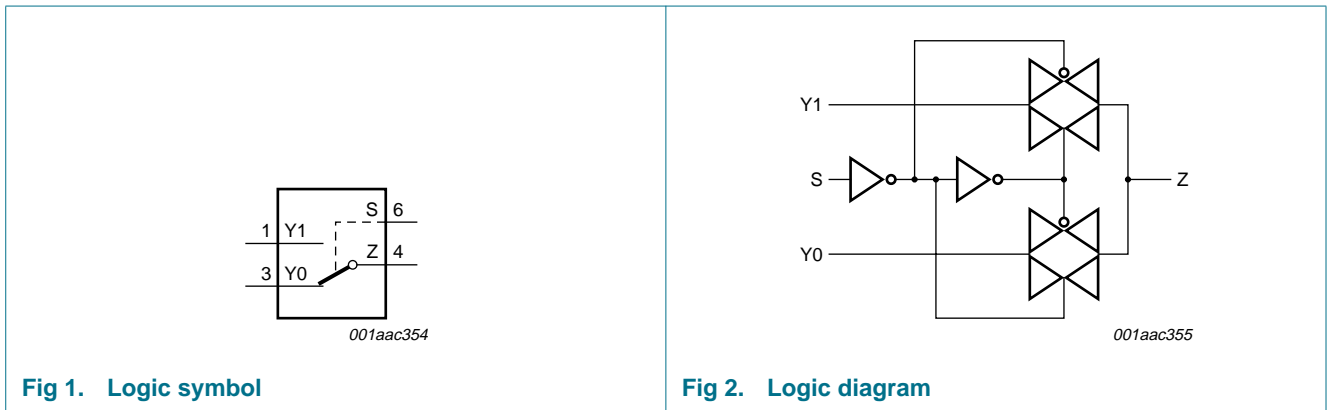 S 6
1 Y1
Z 4
3 Y0
001aac354
Fig 1. Logic symbol
Y1
S
Z
Y0
001aac355
Fig 2. Logic diagram